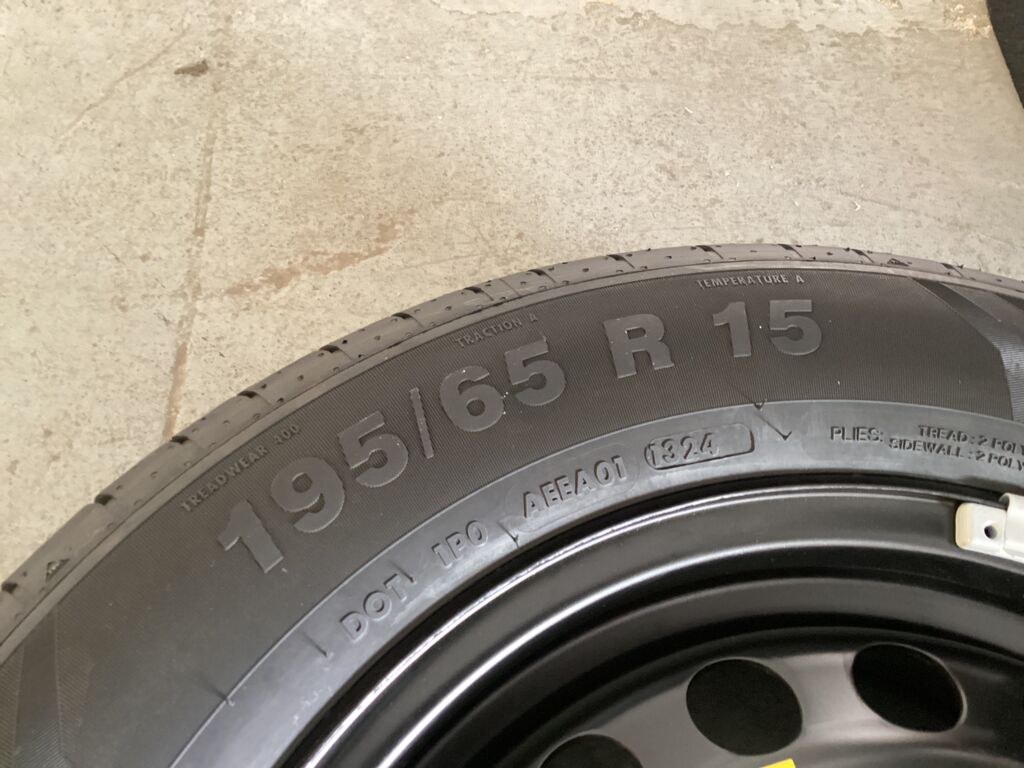 TREADWEAR 400
TRACTION A
TEMPERATURE A
195/65 R 15
DOT 1P0 AEEA01 1324
PLIES: TREAD : 2 POLY
SIDEWALL : 2 POLY